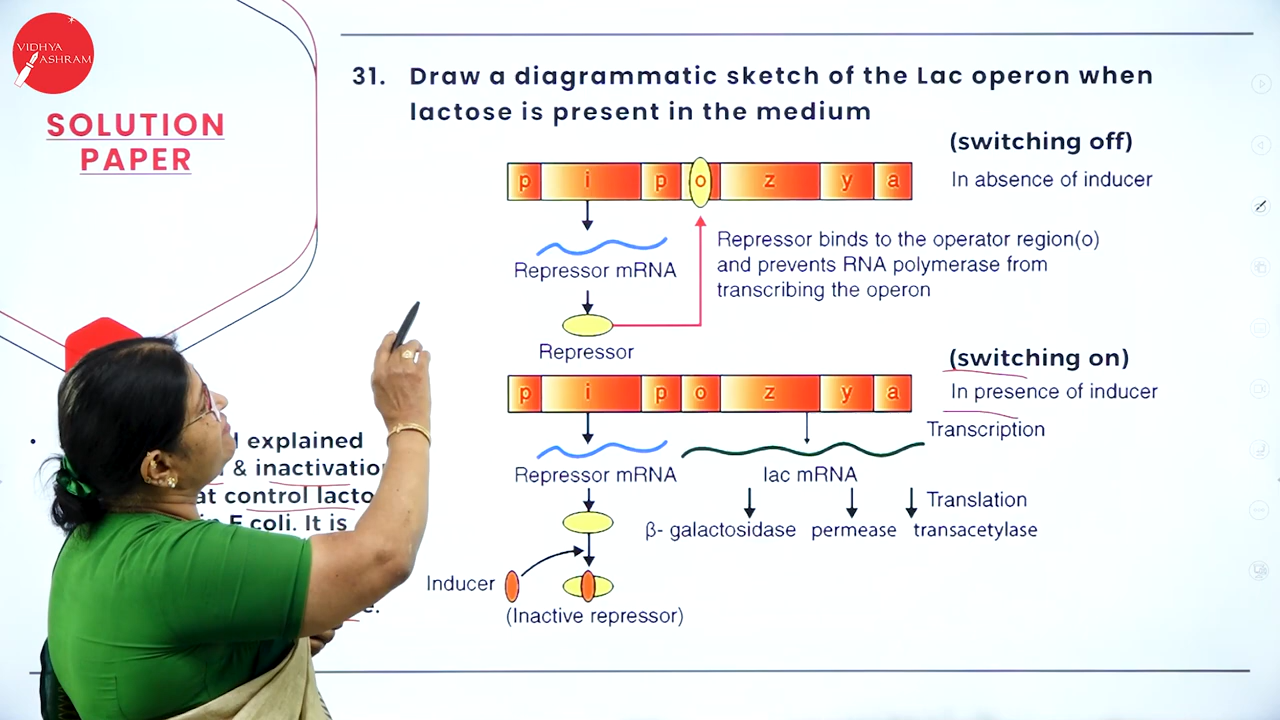 VIDHYA
ASHRAM
SOLUTION
PAPER
31. Draw a diagrammatic sketch of the Lac operon when
lactose is present in the medium
(switching off)
p i p o z y a
In absence of inducer
Repressor binds to the operator region(o)
and prevents RNA polymerase from
transcribing the operon
Repressor mRNA
Repressor
(switching on)
p i p o z y a
In presence of inducer
Transcription
Repressor mRNA
lac mRNA
Translation
β- galactosidase permease transacetylase
Inducer
(Inactive repressor)
explained
& inactivatio
at control lacto
E coli. It is